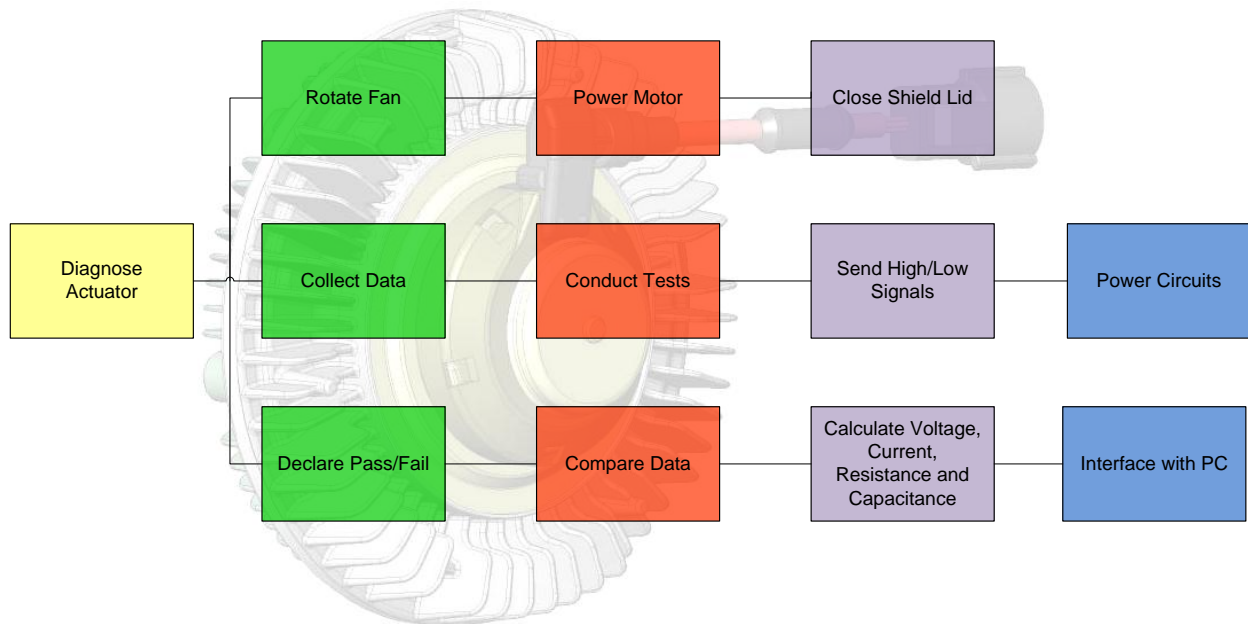 Rotate Fan
Power Motor
Close Shield Lid
Diagnose
Actuator
Collect Data
Conduct Tests
Send High/Low
Signals
Power Circuits
Declare Pass/Fail
Compare Data
Calculate Voltage,
Current,
Resistance and
Capacitance
Interface with PC